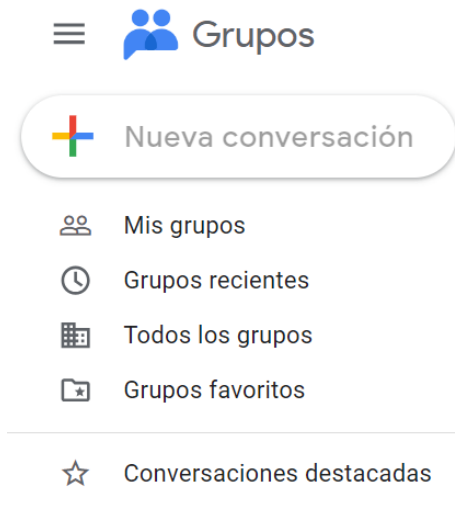 Grupos
Nueva conversación
Mis grupos
Grupos recientes
Todos los grupos
Grupos favoritos
Conversaciones destacadas